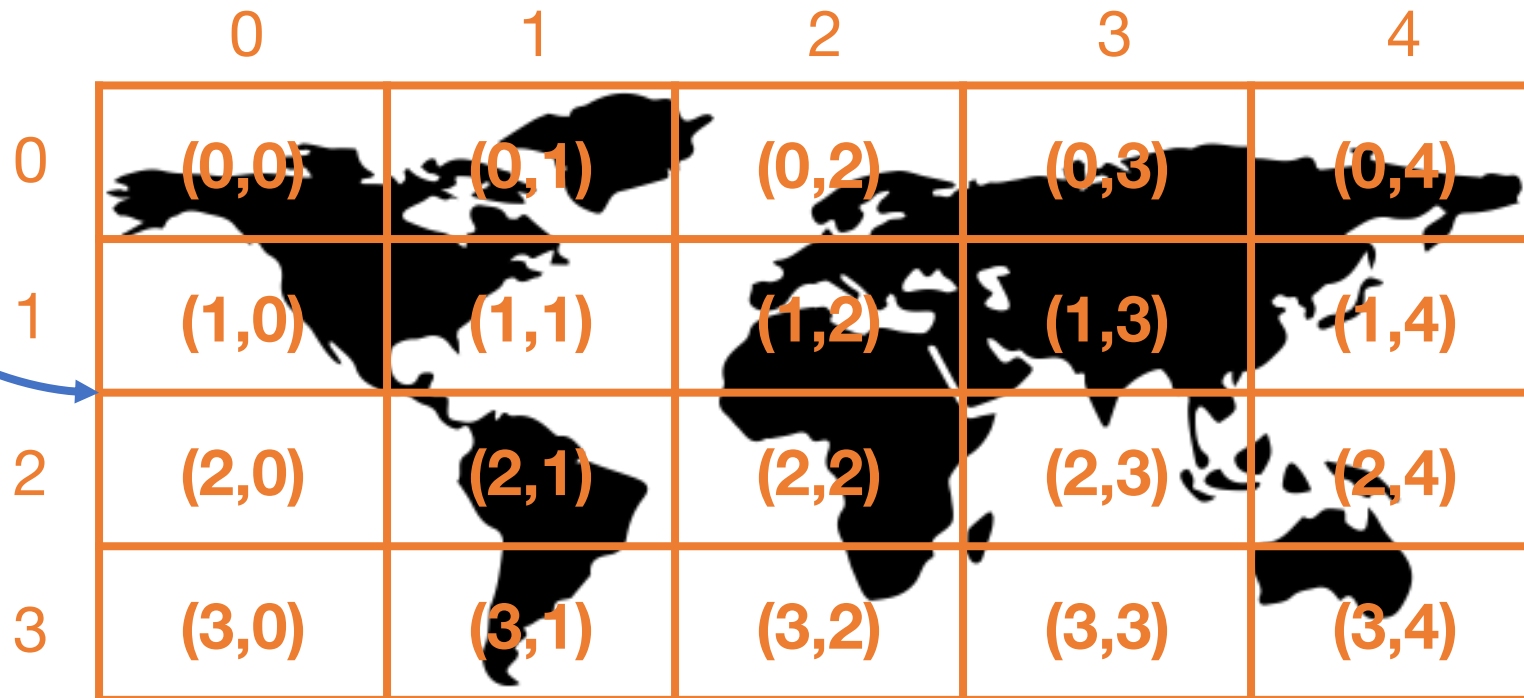 0 1 2 3 4
0 (0,0) (0,1) (0,2) (0,3) (0,4)
1 (1,0) (1,1) (1,2) (1,3) (1,4)
2 (2,0) (2,1) (2,2) (2,3) (2,4)
3 (3,0) (3,1) (3,2) (3,3) (3,4)